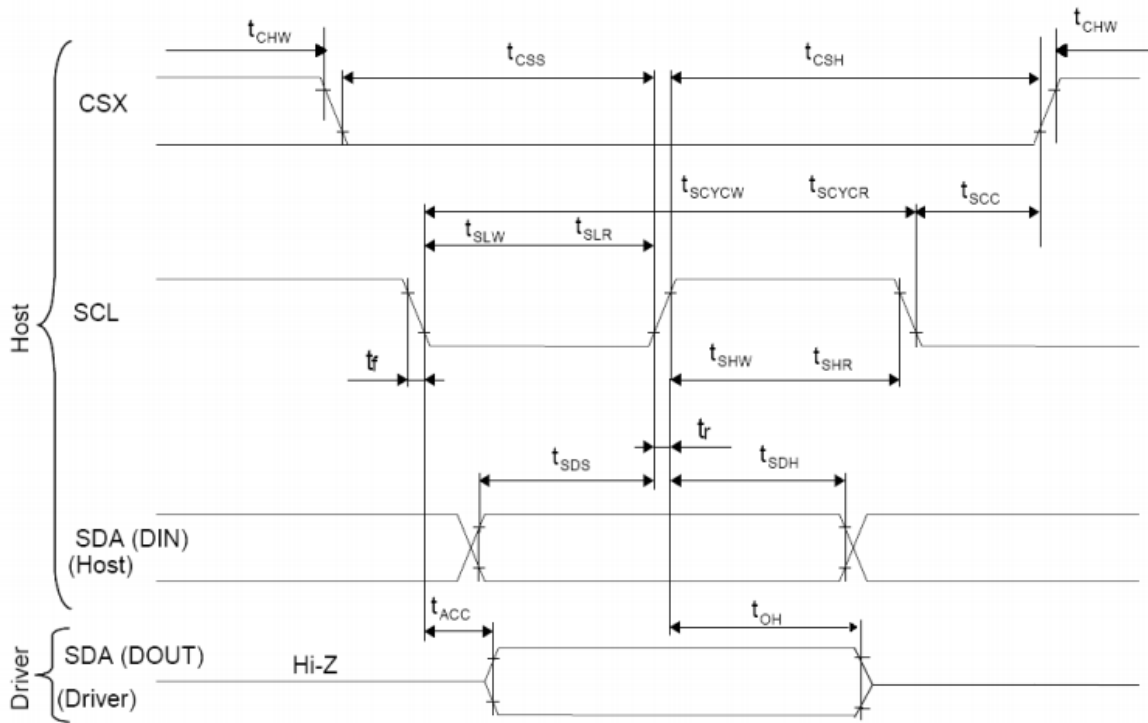 tCHW
tCHW
tCSS
tCSH
CSX
tSCYCW
tSCYCR
tSCC
tSLW
tSLR
Host
SCL
tf
tSHW
tSHR
tr
tSDS
tSDH
SDA (DIN)
(Host)
tACC
tOH
Driver
SDA (DOUT)
Hi-Z
(Driver)